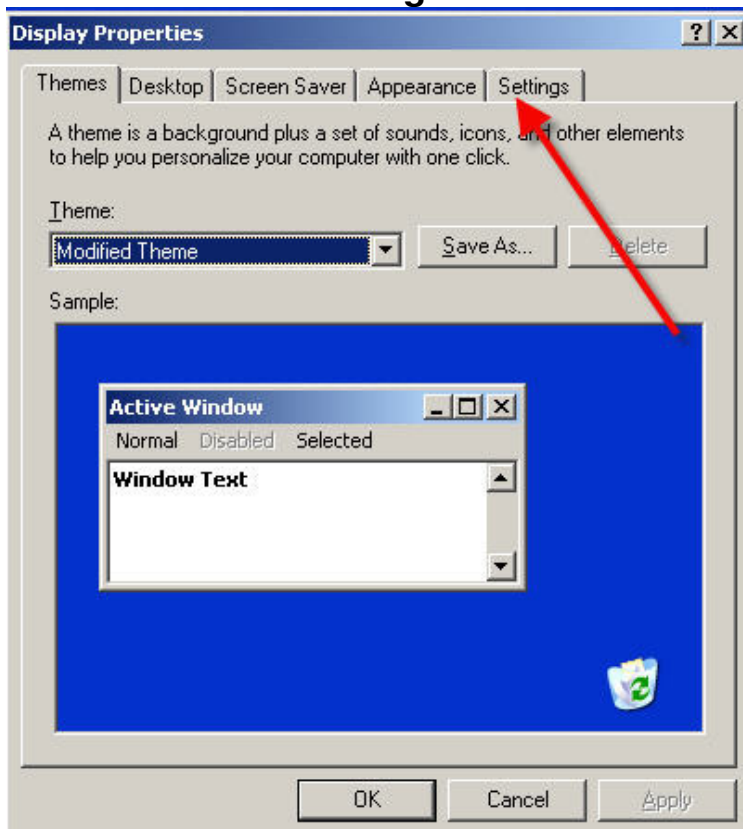 Display Properties
Themes Desktop Screen Saver Appearance Settings
A theme is a background plus a set of sounds, icons, and other elements
to help you personalize your computer with one click.
Theme:
Modified Theme Save As... Delete
Sample:
Active Window
Normal Disabled Selected
Window Text
OK Cancel Apply